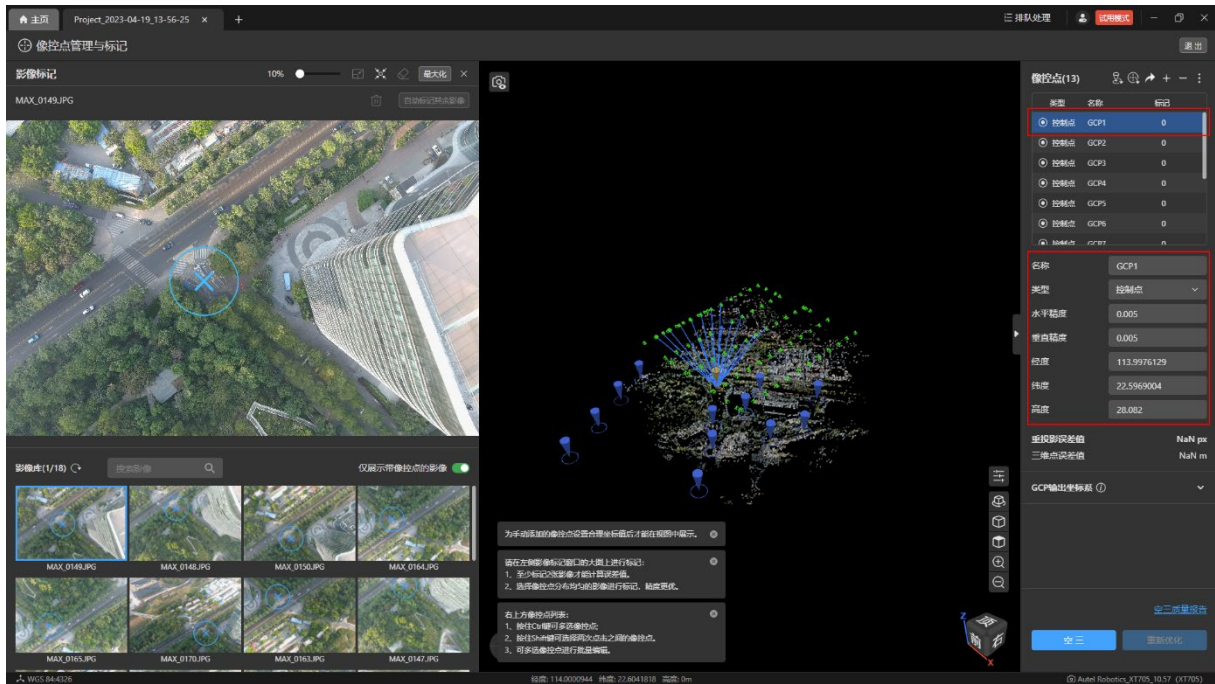 主页
Project_2023-04-19_13-56-25
排队处理
试用模式
像控点管理与标记
退出
影像标记
10%
最大化
MAX_0149.JPG
自动标记其余影像
影像库(1/18)
搜索影像
仅展示带像控点的影像
MAX_0149.JPG
MAX_0148.JPG
MAX_0150.JPG
MAX_0164.JPG
MAX_0165.JPG
MAX_0170.JPG
MAX_0163.JPG
MAX_0147.JPG
为手动添加的像控点设置合理坐标值后才能在视图中展示。
请在左侧影像标记窗口的大图上进行标记:
1、至少标记2张影像才能计算误差值。
2、选择像控点分布均匀的影像进行标记，精度更优。
右上方像控点列表:
1、按住Ctrl键可多选像控点;
2、按住Shift键可选择两次点击之间的像控点。
3、可多选像控点进行批量编辑。
Z
前
右
X
像控点(13)
类型 名称 标记
控制点 GCP1 0
控制点 GCP2 0
控制点 GCP3 0
控制点 GCP4 0
控制点 GCP5 0
控制点 GCP6 0
控制点 GCP7 0
名称 GCP1
类型 控制点
水平精度 0.005
垂直精度 0.005
经度 113.9976129
纬度 22.5969004
高度 28.082
重投影误差值 NaN px
三维点误差值 NaN m
GCP输出坐标系
空三质量报告
空三
重新优化
WGS 84:4326
经度: 114.0000944 纬度: 22.6041818 高度: 0m
Autel Robotics_XT705_10.57 (XT705)